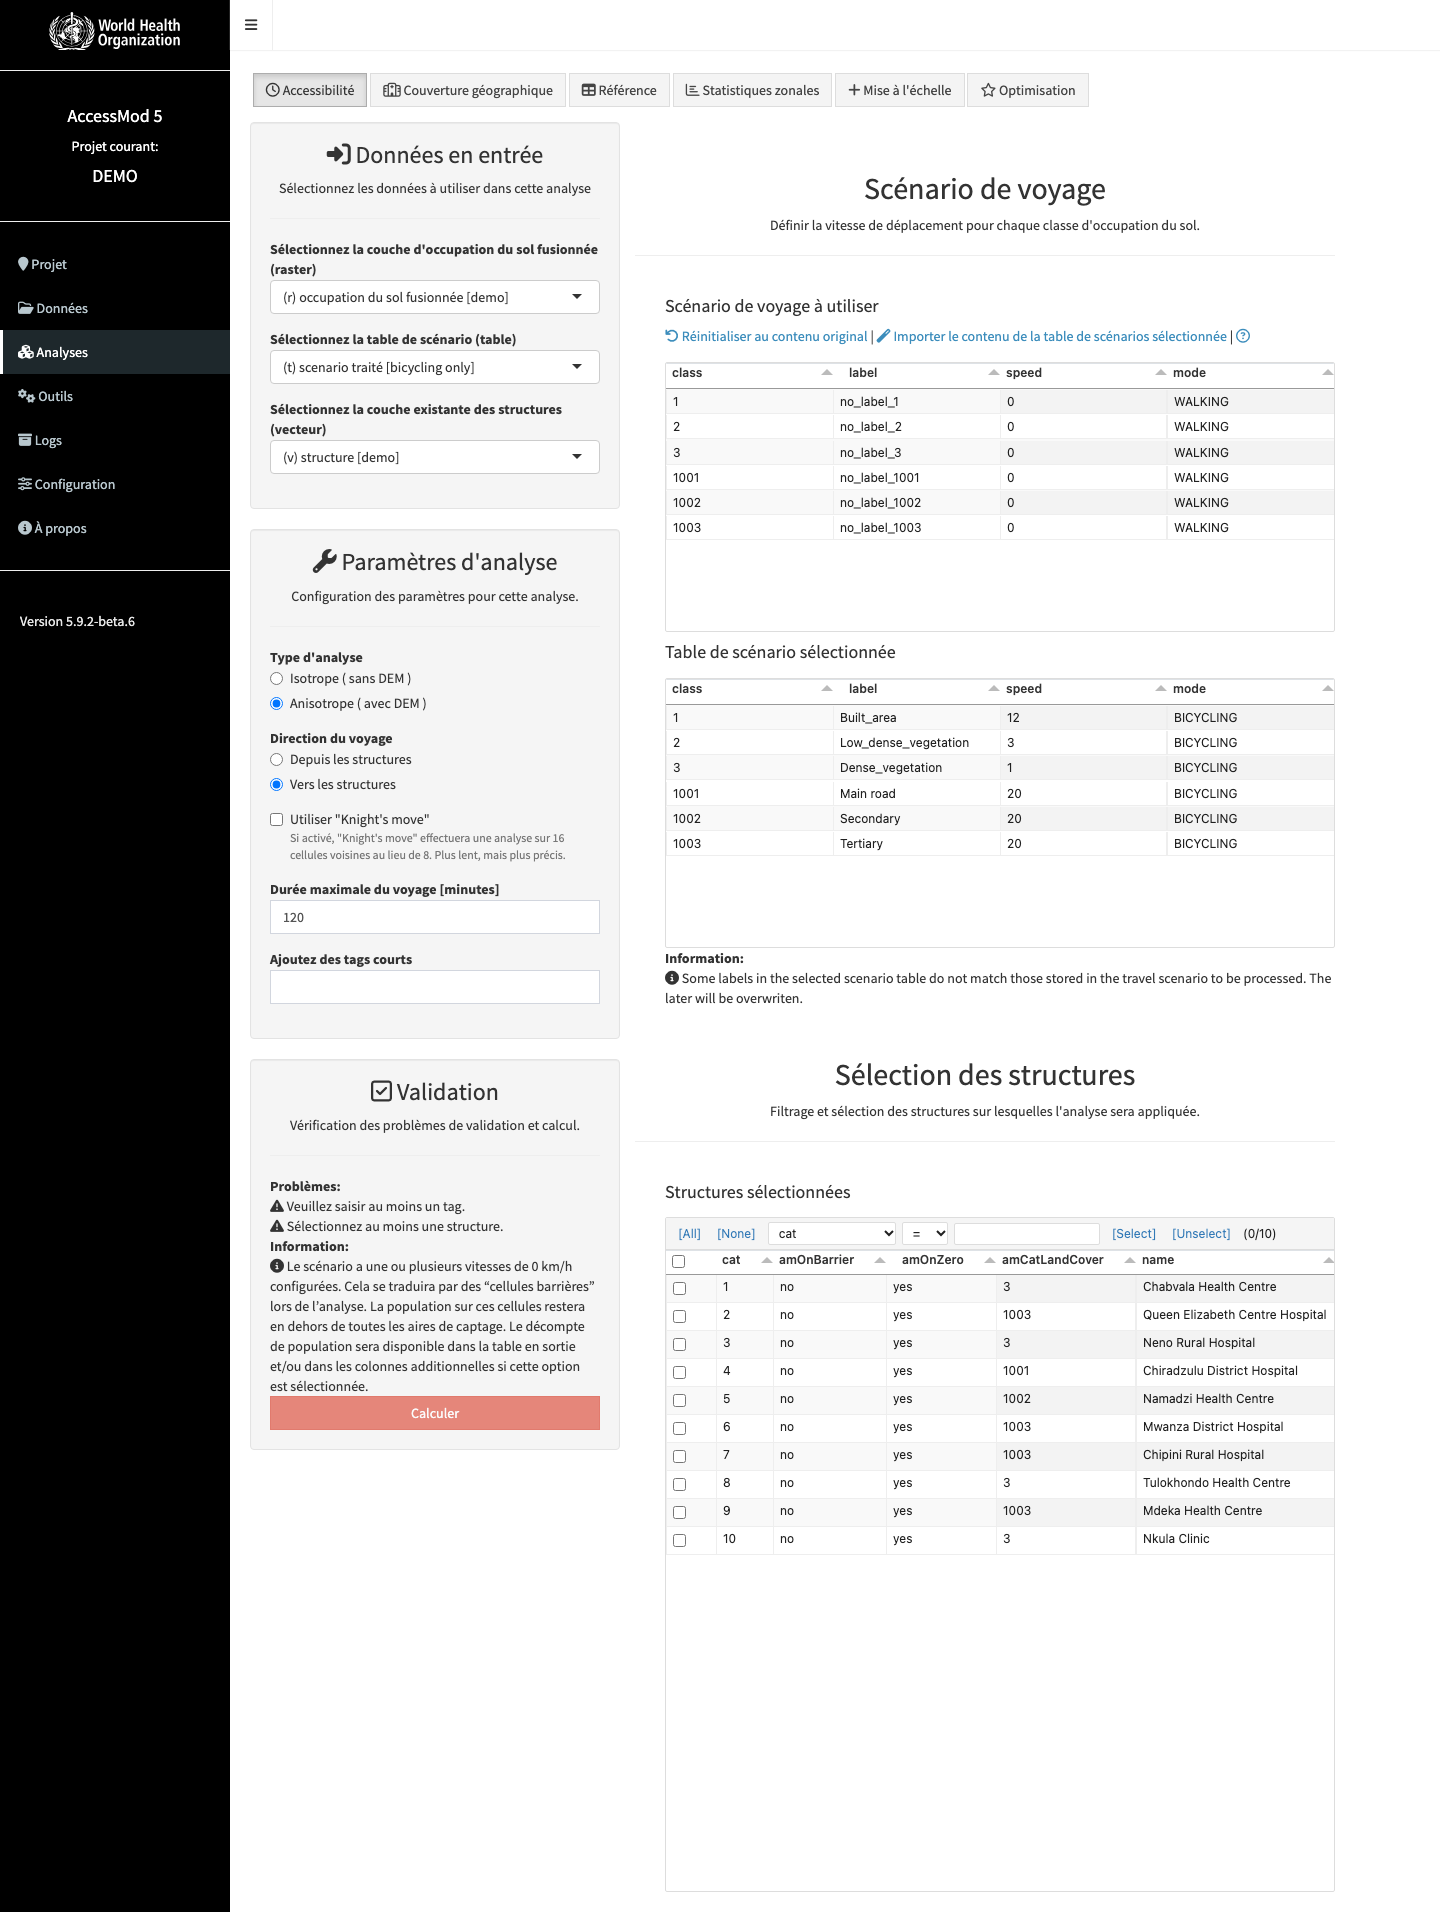 World Health
Organization
AccessMod 5
Projet courant:
DEMO
Projet
Données
Analyses
Outils
Logs
Configuration
À propos
Version 5.9.2-beta.6
Accessibilité
Couverture géographique
Référence
Statistiques zonales
Mise à l'échelle
Optimisation
Données en entrée
Sélectionnez les données à utiliser dans cette analyse
Sélectionnez la couche d'occupation du sol fusionnée
(raster)
(r) occupation du sol fusionnée [demo]
Sélectionnez la table de scénario (table)
(t) scenario traité [bicycling only]
Sélectionnez la couche existante des structures
(vecteur)
(v) structure [demo]
Paramètres d'analyse
Configuration des paramètres pour cette analyse.
Type d'analyse
Isotrope ( sans DEM )
Anisotrope ( avec DEM )
Direction du voyage
Depuis les structures
Vers les structures
Utiliser "Knight's move"
Si activé, "Knight's move" effectuera une analyse sur 16
cellules voisines au lieu de 8. Plus lent, mais plus précis.
Durée maximale du voyage [minutes]
120
Ajoutez des tags courts
Validation
Vérification des problèmes de validation et calcul.
Problèmes:
Veuillez saisir au moins un tag.
Sélectionnez au moins une structure.
Information:
Le scénario a une ou plusieurs vitesses de 0 km/h
configurées. Cela se traduira par des “cellules barrières”
lors de l’analyse. La population sur ces cellules restera
en dehors de toutes les aires de captage. Le décompte
de population sera disponible dans la table en sortie
et/ou dans les colonnes additionnelles si cette option
est sélectionnée.
Calculer
Scénario de voyage
Définir la vitesse de déplacement pour chaque classe d'occupation du sol.
Scénario de voyage à utiliser
Réinitialiser au contenu original | Importer le contenu de la table de scénarios sélectionnée |
class label speed mode
1 no_label_1 0 WALKING
2 no_label_2 0 WALKING
3 no_label_3 0 WALKING
1001 no_label_1001 0 WALKING
1002 no_label_1002 0 WALKING
1003 no_label_1003 0 WALKING
Table de scénario sélectionnée
class label speed mode
1 Built_area 12 BICYCLING
2 Low_dense_vegetation 3 BICYCLING
3 Dense_vegetation 1 BICYCLING
1001 Main road 20 BICYCLING
1002 Secondary 20 BICYCLING
1003 Tertiary 20 BICYCLING
Information:
Some labels in the selected scenario table do not match those stored in the travel scenario to be processed. The
later will be overwriten.
Sélection des structures
Filtrage et sélection des structures sur lesquelles l'analyse sera appliquée.
Structures sélectionnées
[All] [None] cat = [Select] [Unselect] (0/10)
cat amOnBarrier amOnZero amCatLandCover name
1 no yes 3 Chabvala Health Centre
2 no yes 1003 Queen Elizabeth Centre Hospital
3 no yes 3 Neno Rural Hospital
4 no yes 1001 Chiradzulu District Hospital
5 no yes 1002 Namadzi Health Centre
6 no yes 1003 Mwanza District Hospital
7 no yes 1003 Chipini Rural Hospital
8 no yes 3 Tulokhondo Health Centre
9 no yes 1003 Mdeka Health Centre
10 no yes 3 Nkula Clinic